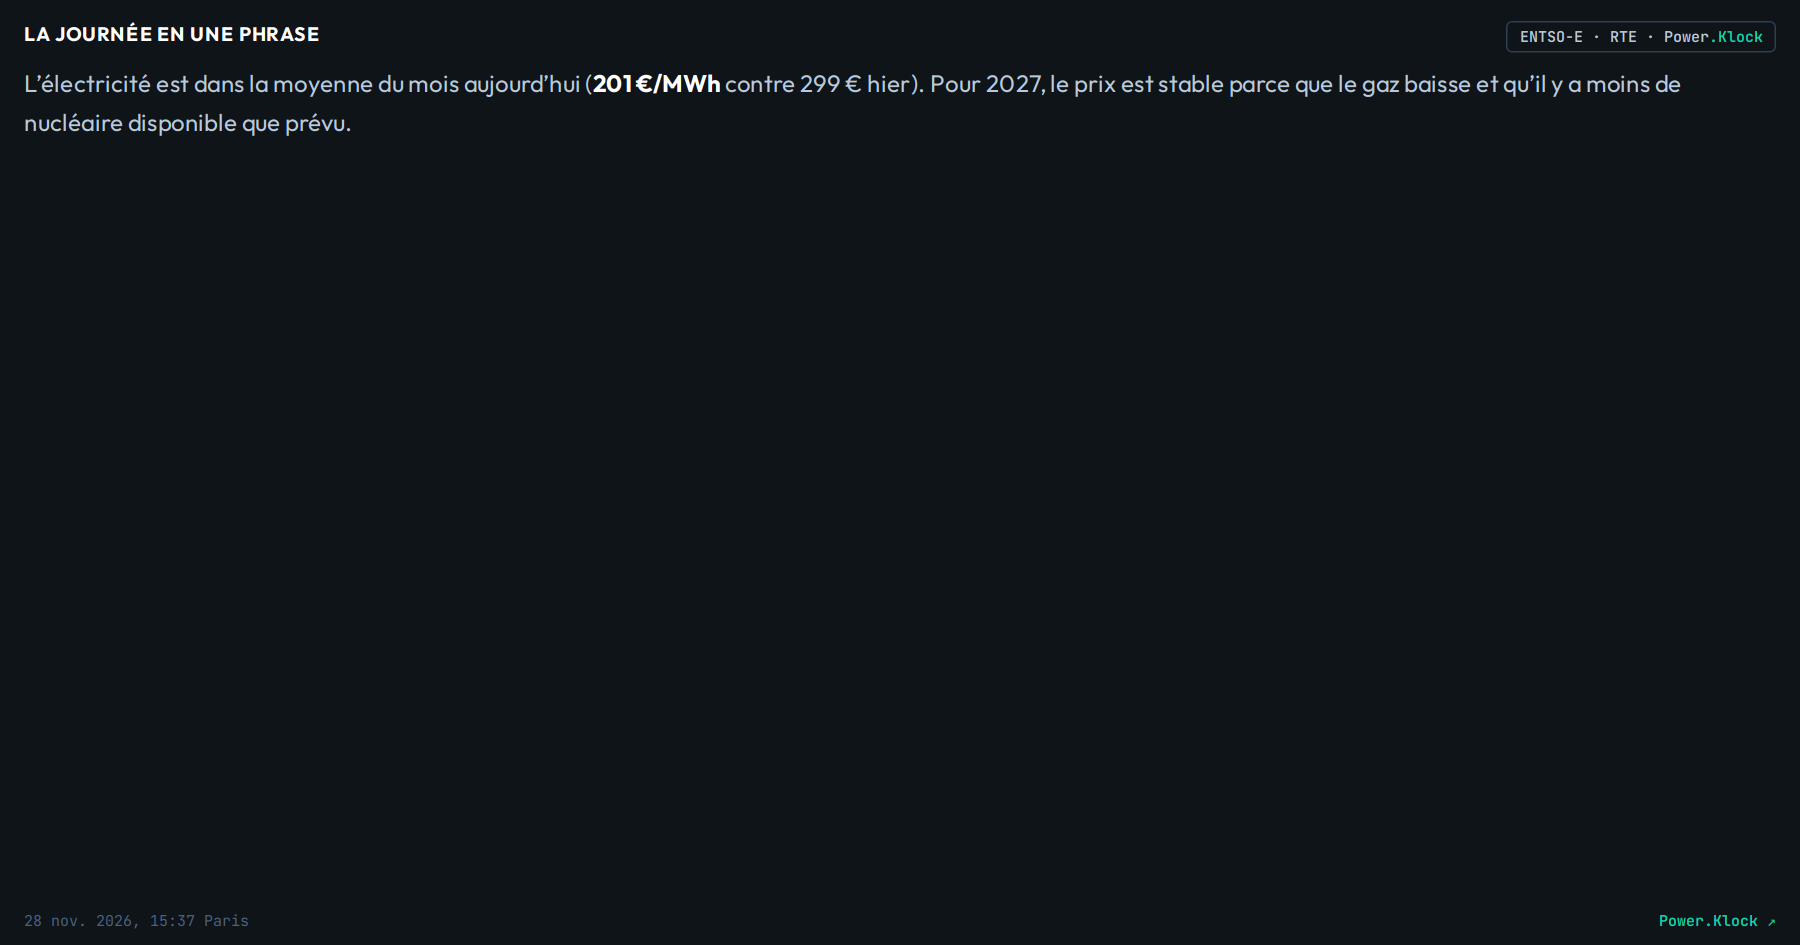 LA JOURNÉE EN UNE PHRASE
ENTSO-E · RTE · Power.Klock
L’électricité est dans la moyenne du mois aujourd’hui (201 €/MWh contre 299 € hier). Pour 2027, le prix est stable parce que le gaz baisse et qu’il y a moins de
nucléaire disponible que prévu.
28 nov. 2026, 15:37 Paris
Power.Klock ↗